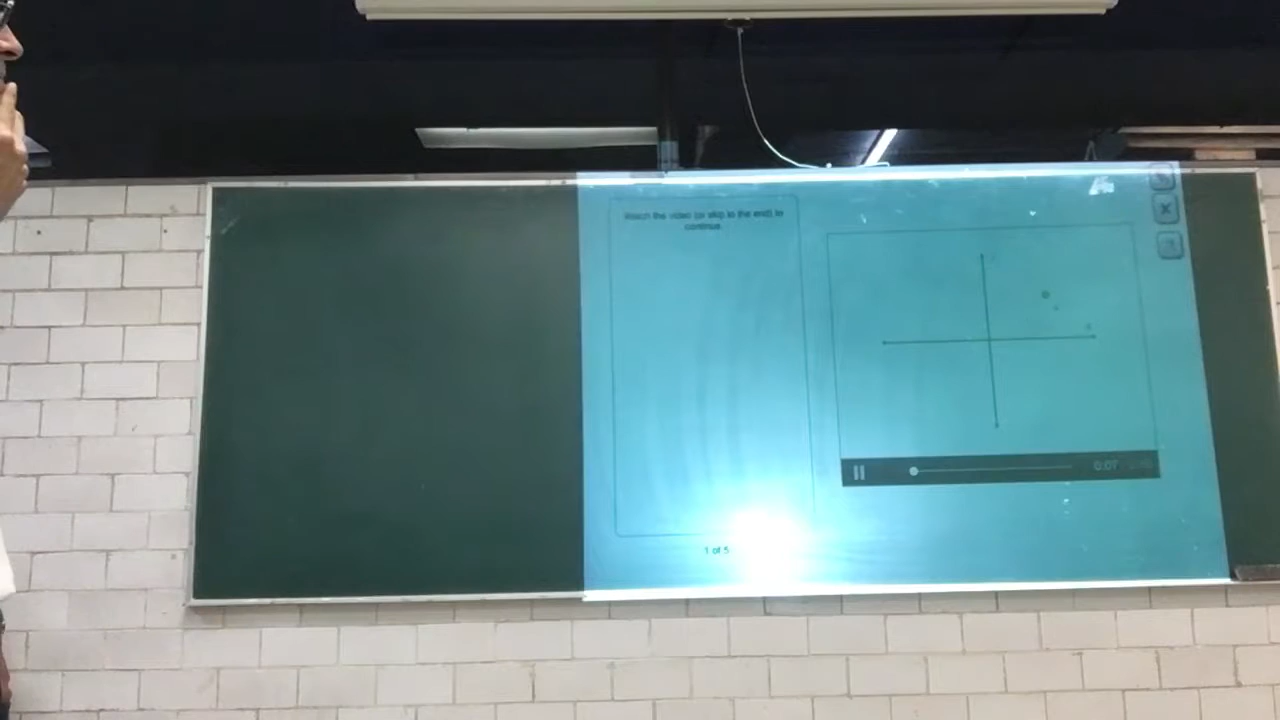 Watch the video (or skip to the end) to
continue.
0:07
1 of 5